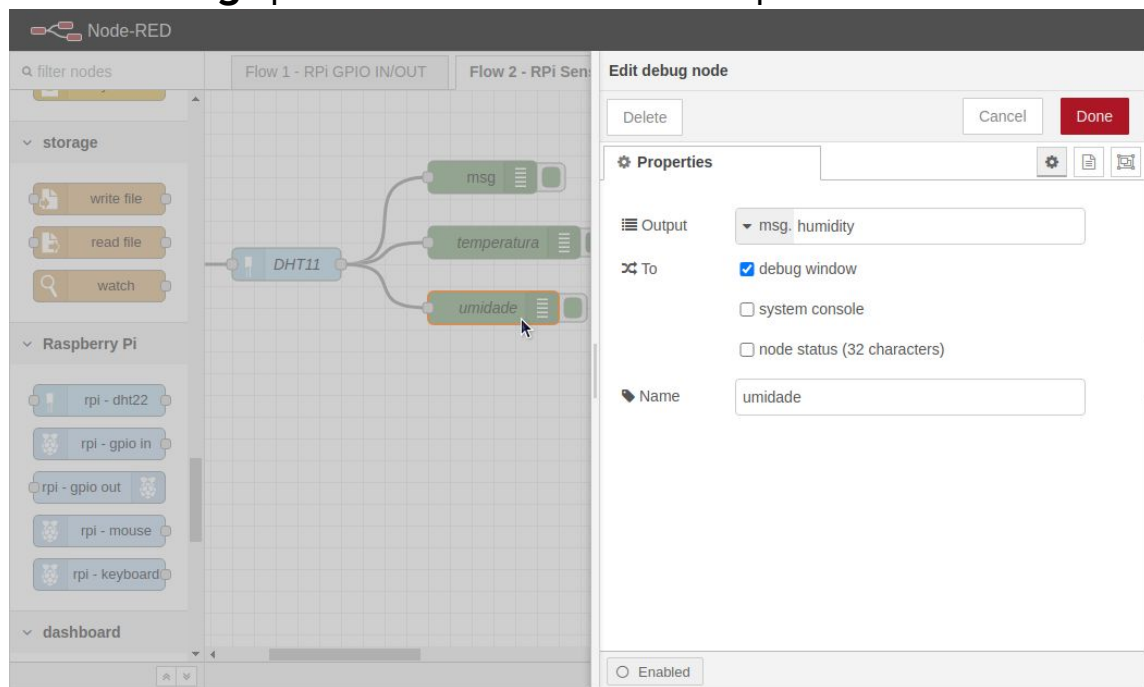 Node-RED
filter nodes
storage
write file
read file
watch
Raspberry Pi
rpi - dht22
rpi - gpio in
rpi - gpio out
rpi - mouse
rpi - keyboard
dashboard
Flow 1 - RPi GPIO IN/OUT
Flow 2 - RPi Sen
DHT11
msg
temperatura
umidade
Edit debug node
Delete
Cancel
Done
Properties
Output
msg. humidity
To
debug window
system console
node status (32 characters)
Name
umidade
Enabled